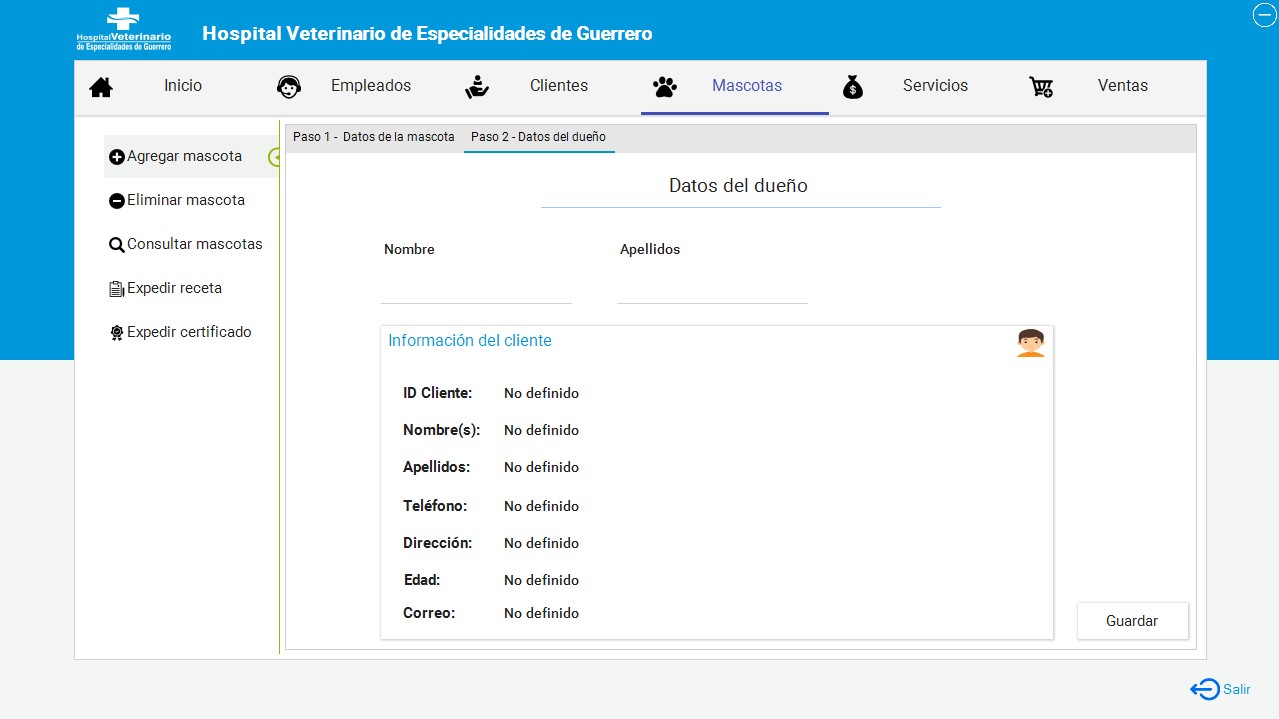 HospitalVeterinario
de Especialidades de Guerrero
Hospital Veterinario de Especialidades de Guerrero
Inicio
Empleados
Clientes
Mascotas
Servicios
Ventas
Agregar mascota
Eliminar mascota
Consultar mascotas
Expedir receta
Expedir certificado
Paso 1 - Datos de la mascota
Paso 2 - Datos del dueño
Datos del dueño
Nombre
Apellidos
Información del cliente
ID Cliente: No definido
Nombre(s): No definido
Apellidos: No definido
Teléfono: No definido
Dirección: No definido
Edad: No definido
Correo: No definido
Guardar
Salir